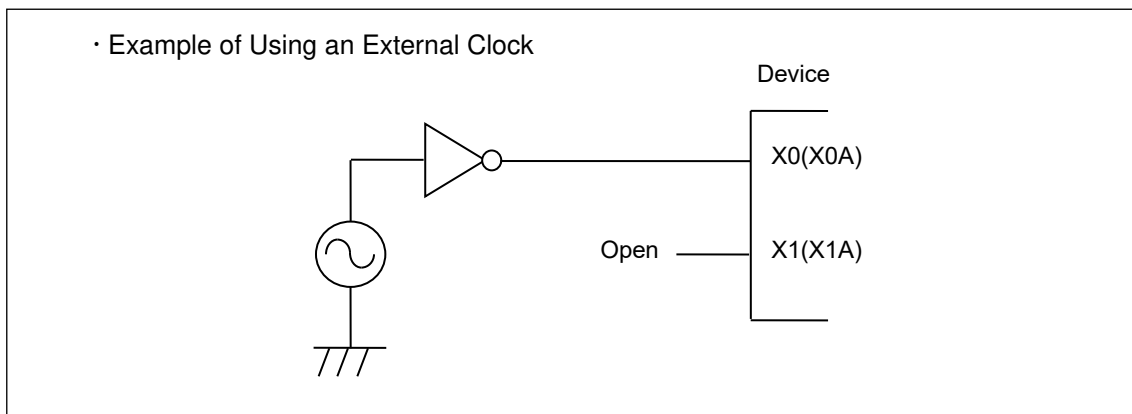 ・Example of Using an External Clock
Device
X0(X0A)
Open
X1(X1A)